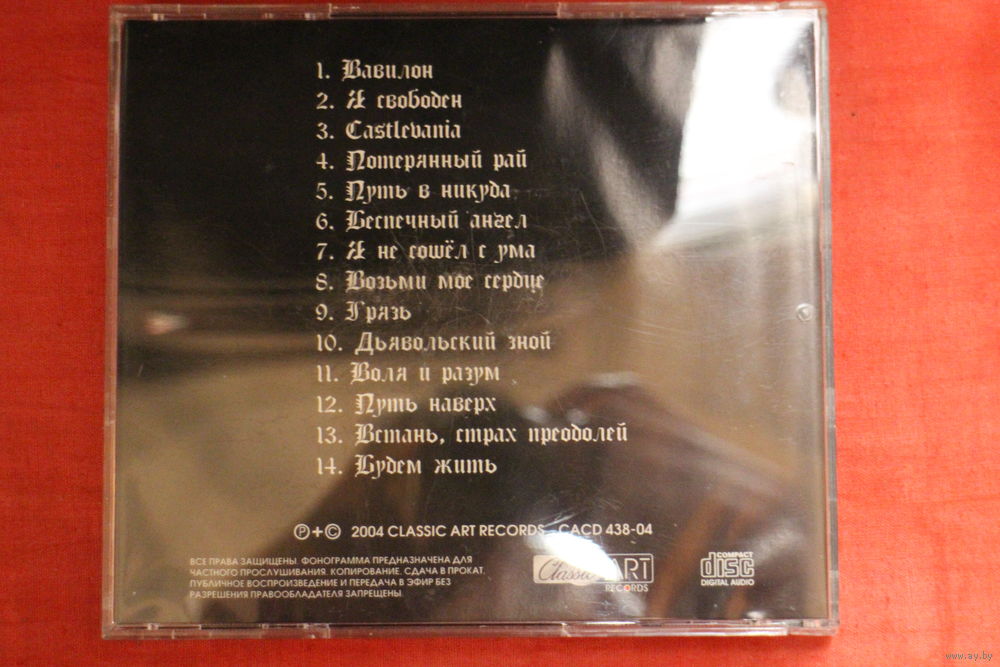 1. Вавилон
2. Я свободен
3. Castlevania
4. Потерянный рай
5. Путь в никуда
6. Беспечный ангел
7. Я не сошёл с ума
8. Возьми мое сердце
9. Грязь
10. Дьявольский зной
11. Воля и разум
12. Путь наверх
13. Встань, страх преодолей
14. Будем жить
Ⓟ+© 2004 CLASSIC ART RECORDS CACD 438-04
ВСЕ ПРАВА ЗАЩИЩЕНЫ. ФОНОГРАММА ПРЕДНАЗНАЧЕНА ДЛЯ
ЧАСТНОГО ПРОСЛУШИВАНИЯ. КОПИРОВАНИЕ, СДАЧА В ПРОКАТ,
ПУБЛИЧНОЕ ВОСПРОИЗВЕДЕНИЕ И ПЕРЕДАЧА В ЭФИР БЕЗ
РАЗРЕШЕНИЯ ПРАВООБЛАДАТЕЛЯ ЗАПРЕЩЕНЫ.
Classic ART
RECORDS
COMPACT
disc
DIGITAL AUDIO
www.ay.by